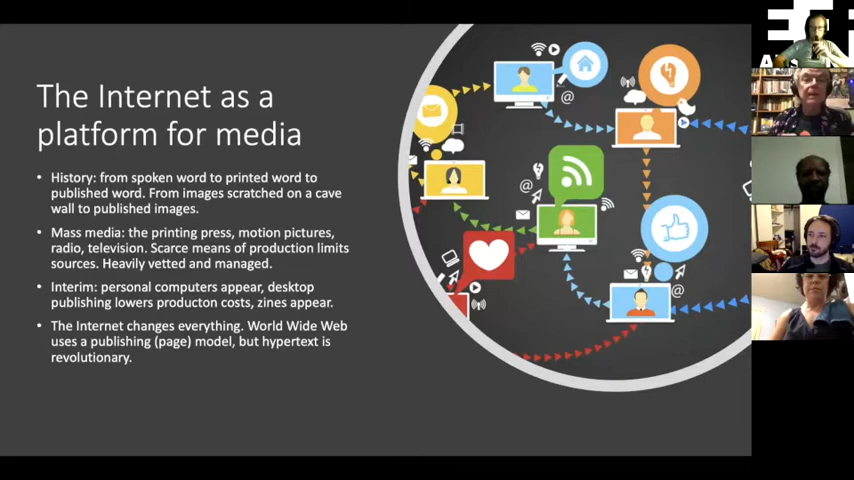 The Internet as a
platform for media
• History: from spoken word to printed word to
published word. From images scratched on a cave
wall to published images.
• Mass media: the printing press, motion pictures,
radio, television. Scarce means of production limits
sources. Heavily vetted and managed.
• Interim: personal computers appear, desktop
publishing lowers producton costs, zines appear.
• The Internet changes everything. World Wide Web
uses a publishing (page) model, but hypertext is
revolutionary.
@
@
@